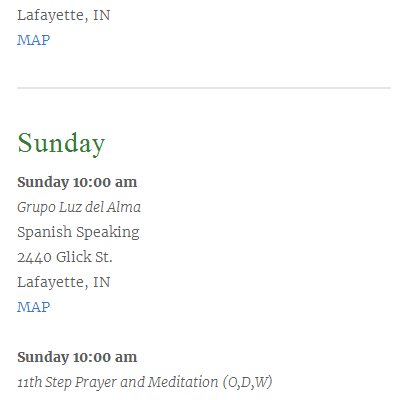 Lafayette, IN
MAP
Sunday
Sunday 10:00 am
Grupo Luz del Alma
Spanish Speaking
2440 Glick St.
Lafayette, IN
MAP
Sunday 10:00 am
11th Step Prayer and Meditation (O,D,W)